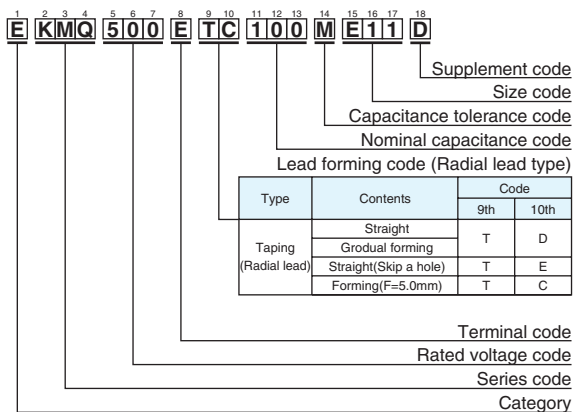 1 2 3 4 5 6 7 8 9 10 11 12 13 14 15 16 17 18
E KMQ 500 E TC 100 M E11 D
Supplement code
Size code
Capacitance tolerance code
Nominal capacitance code
Lead forming code (Radial lead type)
Type Contents Code
9th 10th
Taping (Radial lead) Straight T D
Grodual forming
Straight(Skip a hole) T E
Forming(F=5.0mm) T C
Terminal code
Rated voltage code
Series code
Category